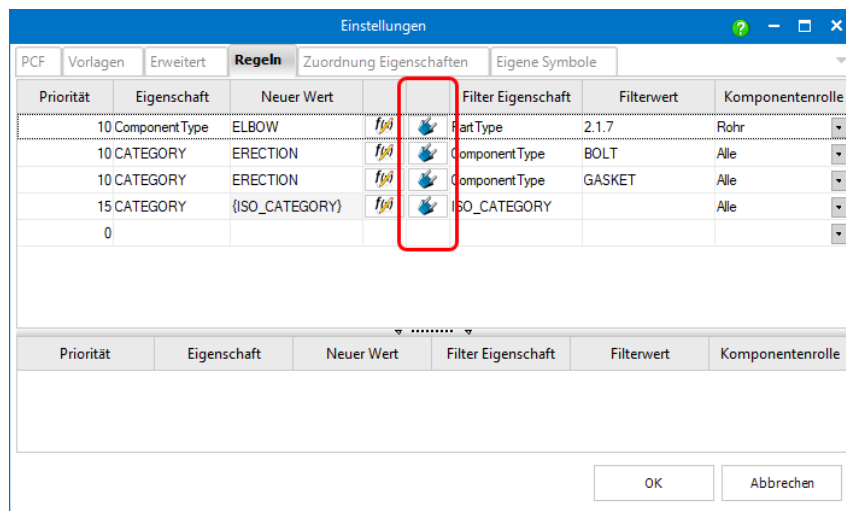 Einstellungen
PCF Vorlagen Erweitert Regeln Zuordnung Eigenschaften Eigene Symbole
Priorität Eigenschaft Neuer Wert Filter Eigenschaft Filterwert Komponentenrolle
10 ComponentType ELBOW f(x) PartType 2.1.7 Rohr
10 CATEGORY ERECTION f(x) ComponentType BOLT Alle
10 CATEGORY ERECTION f(x) ComponentType GASKET Alle
15 CATEGORY {ISO_CATEGORY} f(x) ISO_CATEGORY Alle
0
Priorität Eigenschaft Neuer Wert Filter Eigenschaft Filterwert Komponentenrolle
OK Abbrechen